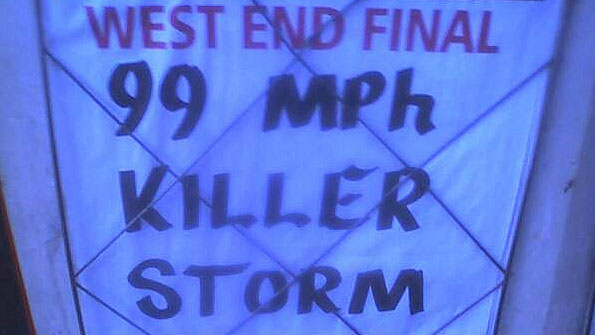 WEST END FINAL
99 MPh
KILLER
STORM